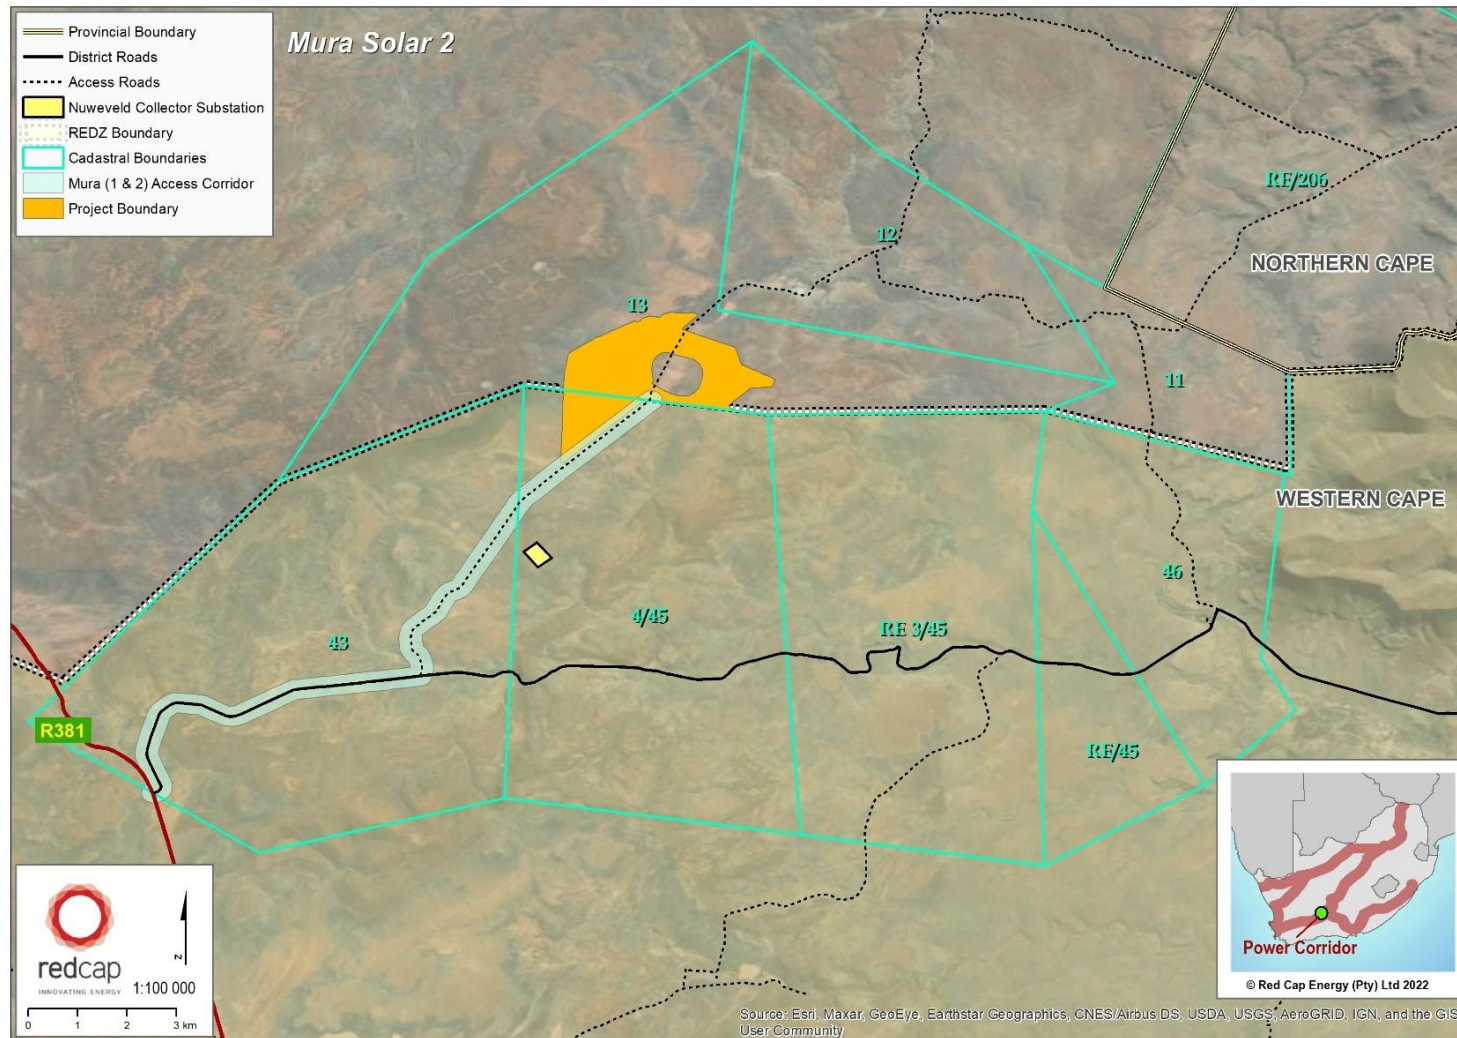 Mura Solar 2
Provincial Boundary
District Roads
Access Roads
Nuweveld Collector Substation
REDZ Boundary
Cadastral Boundaries
Mura (1 & 2) Access Corridor
Project Boundary
RE/206
12
NORTHERN CAPE
13
11
WESTERN CAPE
46
4/45
RE 3/45
43
R381
RE/45
redcap
INNOVATING ENERGY
1:100 000
N
0 1 2 3 km
Power Corridor
© Red Cap Energy (Pty) Ltd 2022
Source: Esri, Maxar, GeoEye, Earthstar Geographics, CNES/Airbus DS, USDA, USGS, AeroGRID, IGN, and the GIS
User Community